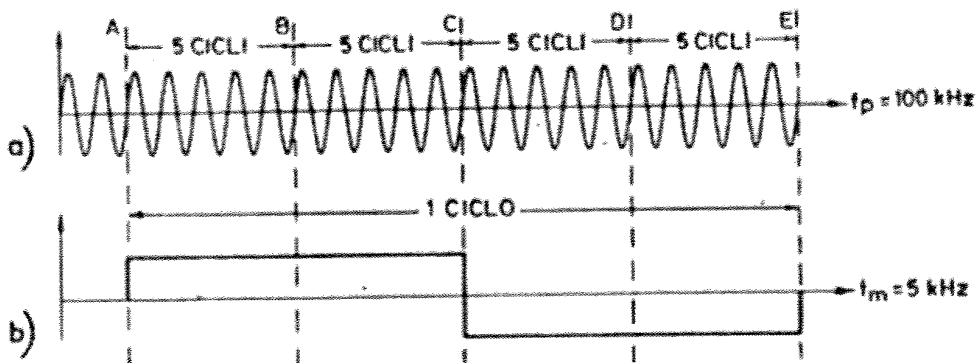 A B C D E
5 CICLI 5 CICLI 5 CICLI 5 CICLI
fp = 100 kHz
a)
1 CICLO
fm = 5 kHz
b)